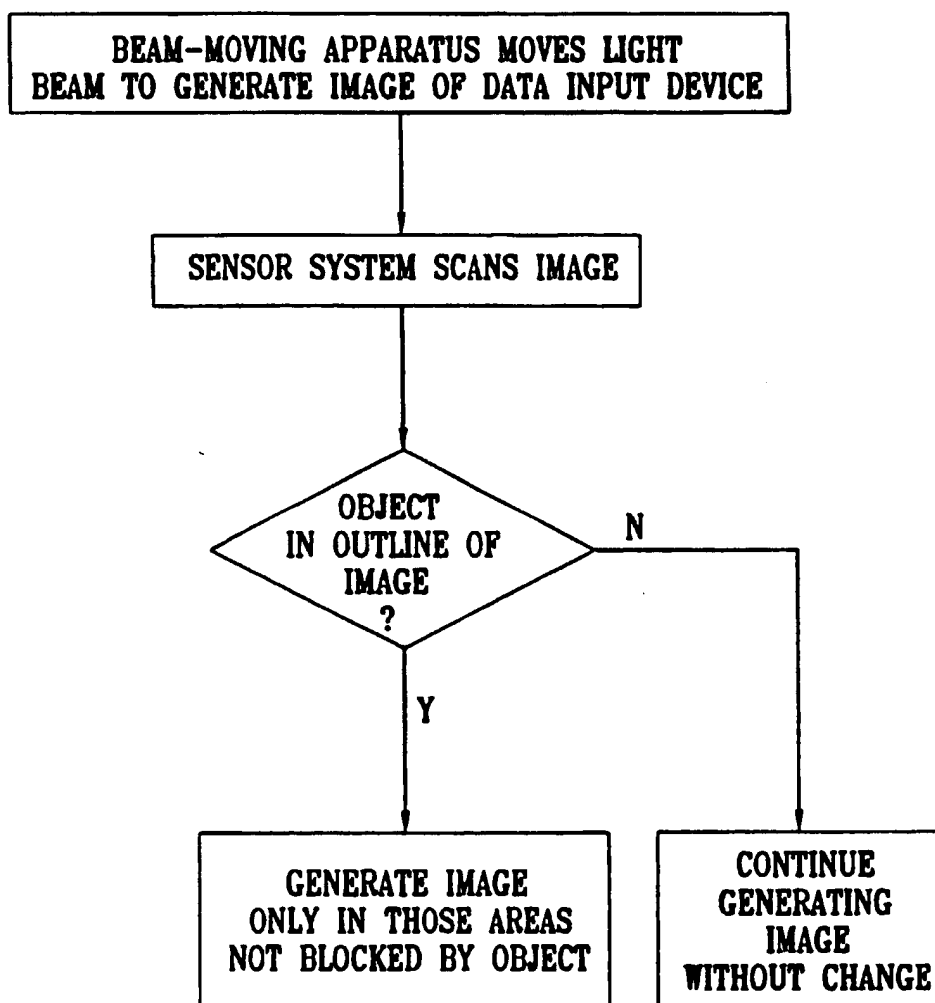 BEAM-MOVING APPARATUS MOVES LIGHT
BEAM TO GENERATE IMAGE OF DATA INPUT DEVICE
SENSOR SYSTEM SCANS IMAGE
OBJECT
IN OUTLINE OF
IMAGE
?
N
Y
GENERATE IMAGE
ONLY IN THOSE AREAS
NOT BLOCKED BY OBJECT
CONTINUE
GENERATING
IMAGE
WITHOUT CHANGE